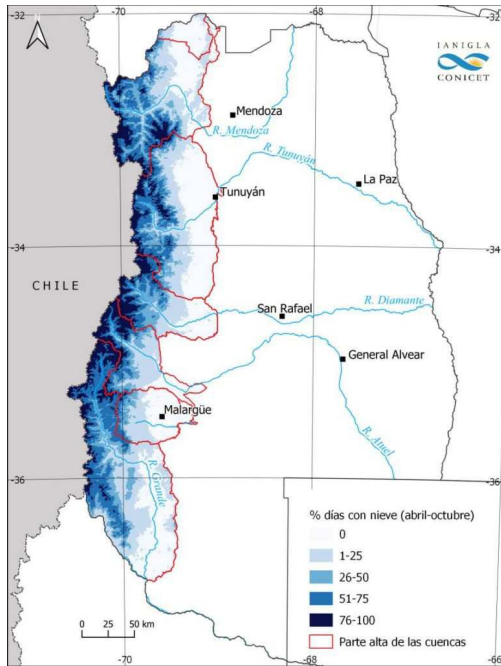 -70
-68
-32
-32
IANIGLA
CONICET
Mendoza
R. Mendoza
R. Tunuyán
La Paz
Tunuyán
-34
-34
CHILE
San Rafael
R. Diamante
General Alvear
Malargüe
R. Atuel
R. Grande
-36
-36
% días con nieve (abril-octubre)
0
1-25
26-50
51-75
76-100
Parte alta de las cuencas
0 25 50 km
-70
-68